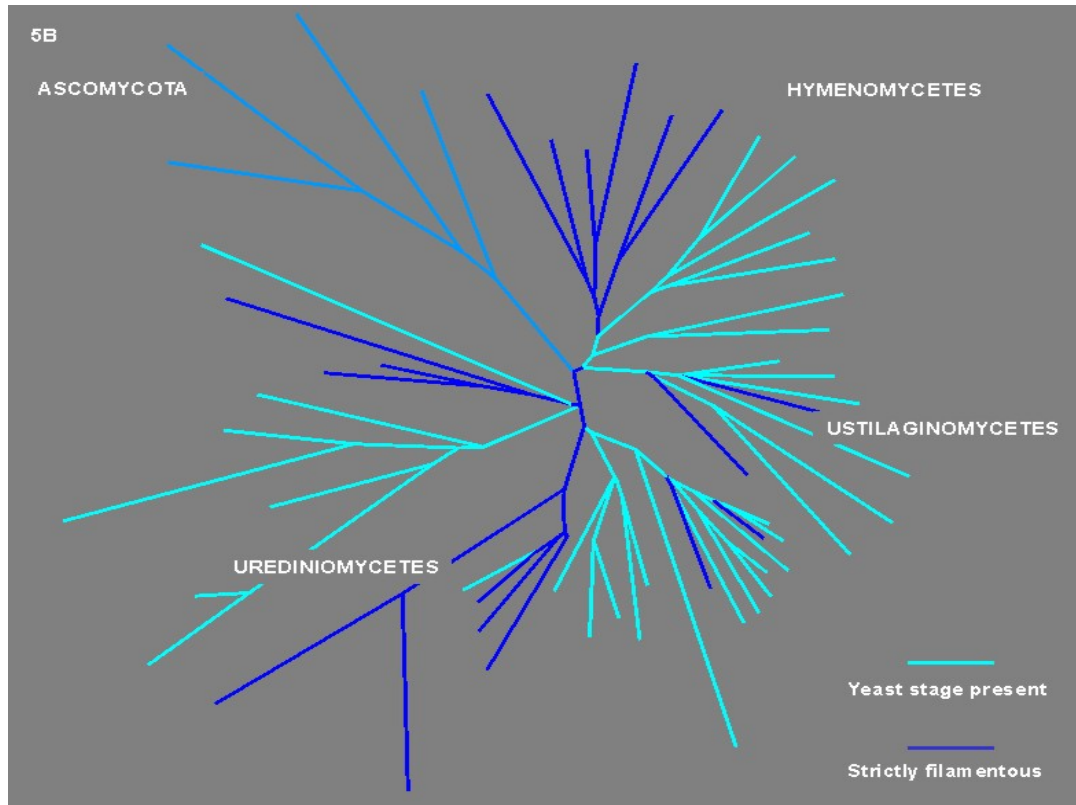 5B
ASCOMYCOTA
HYMENOMYCETES
USTILAGINOMYCETES
UREDINIOMYCETES
Yeast stage present
Strictly filamentous